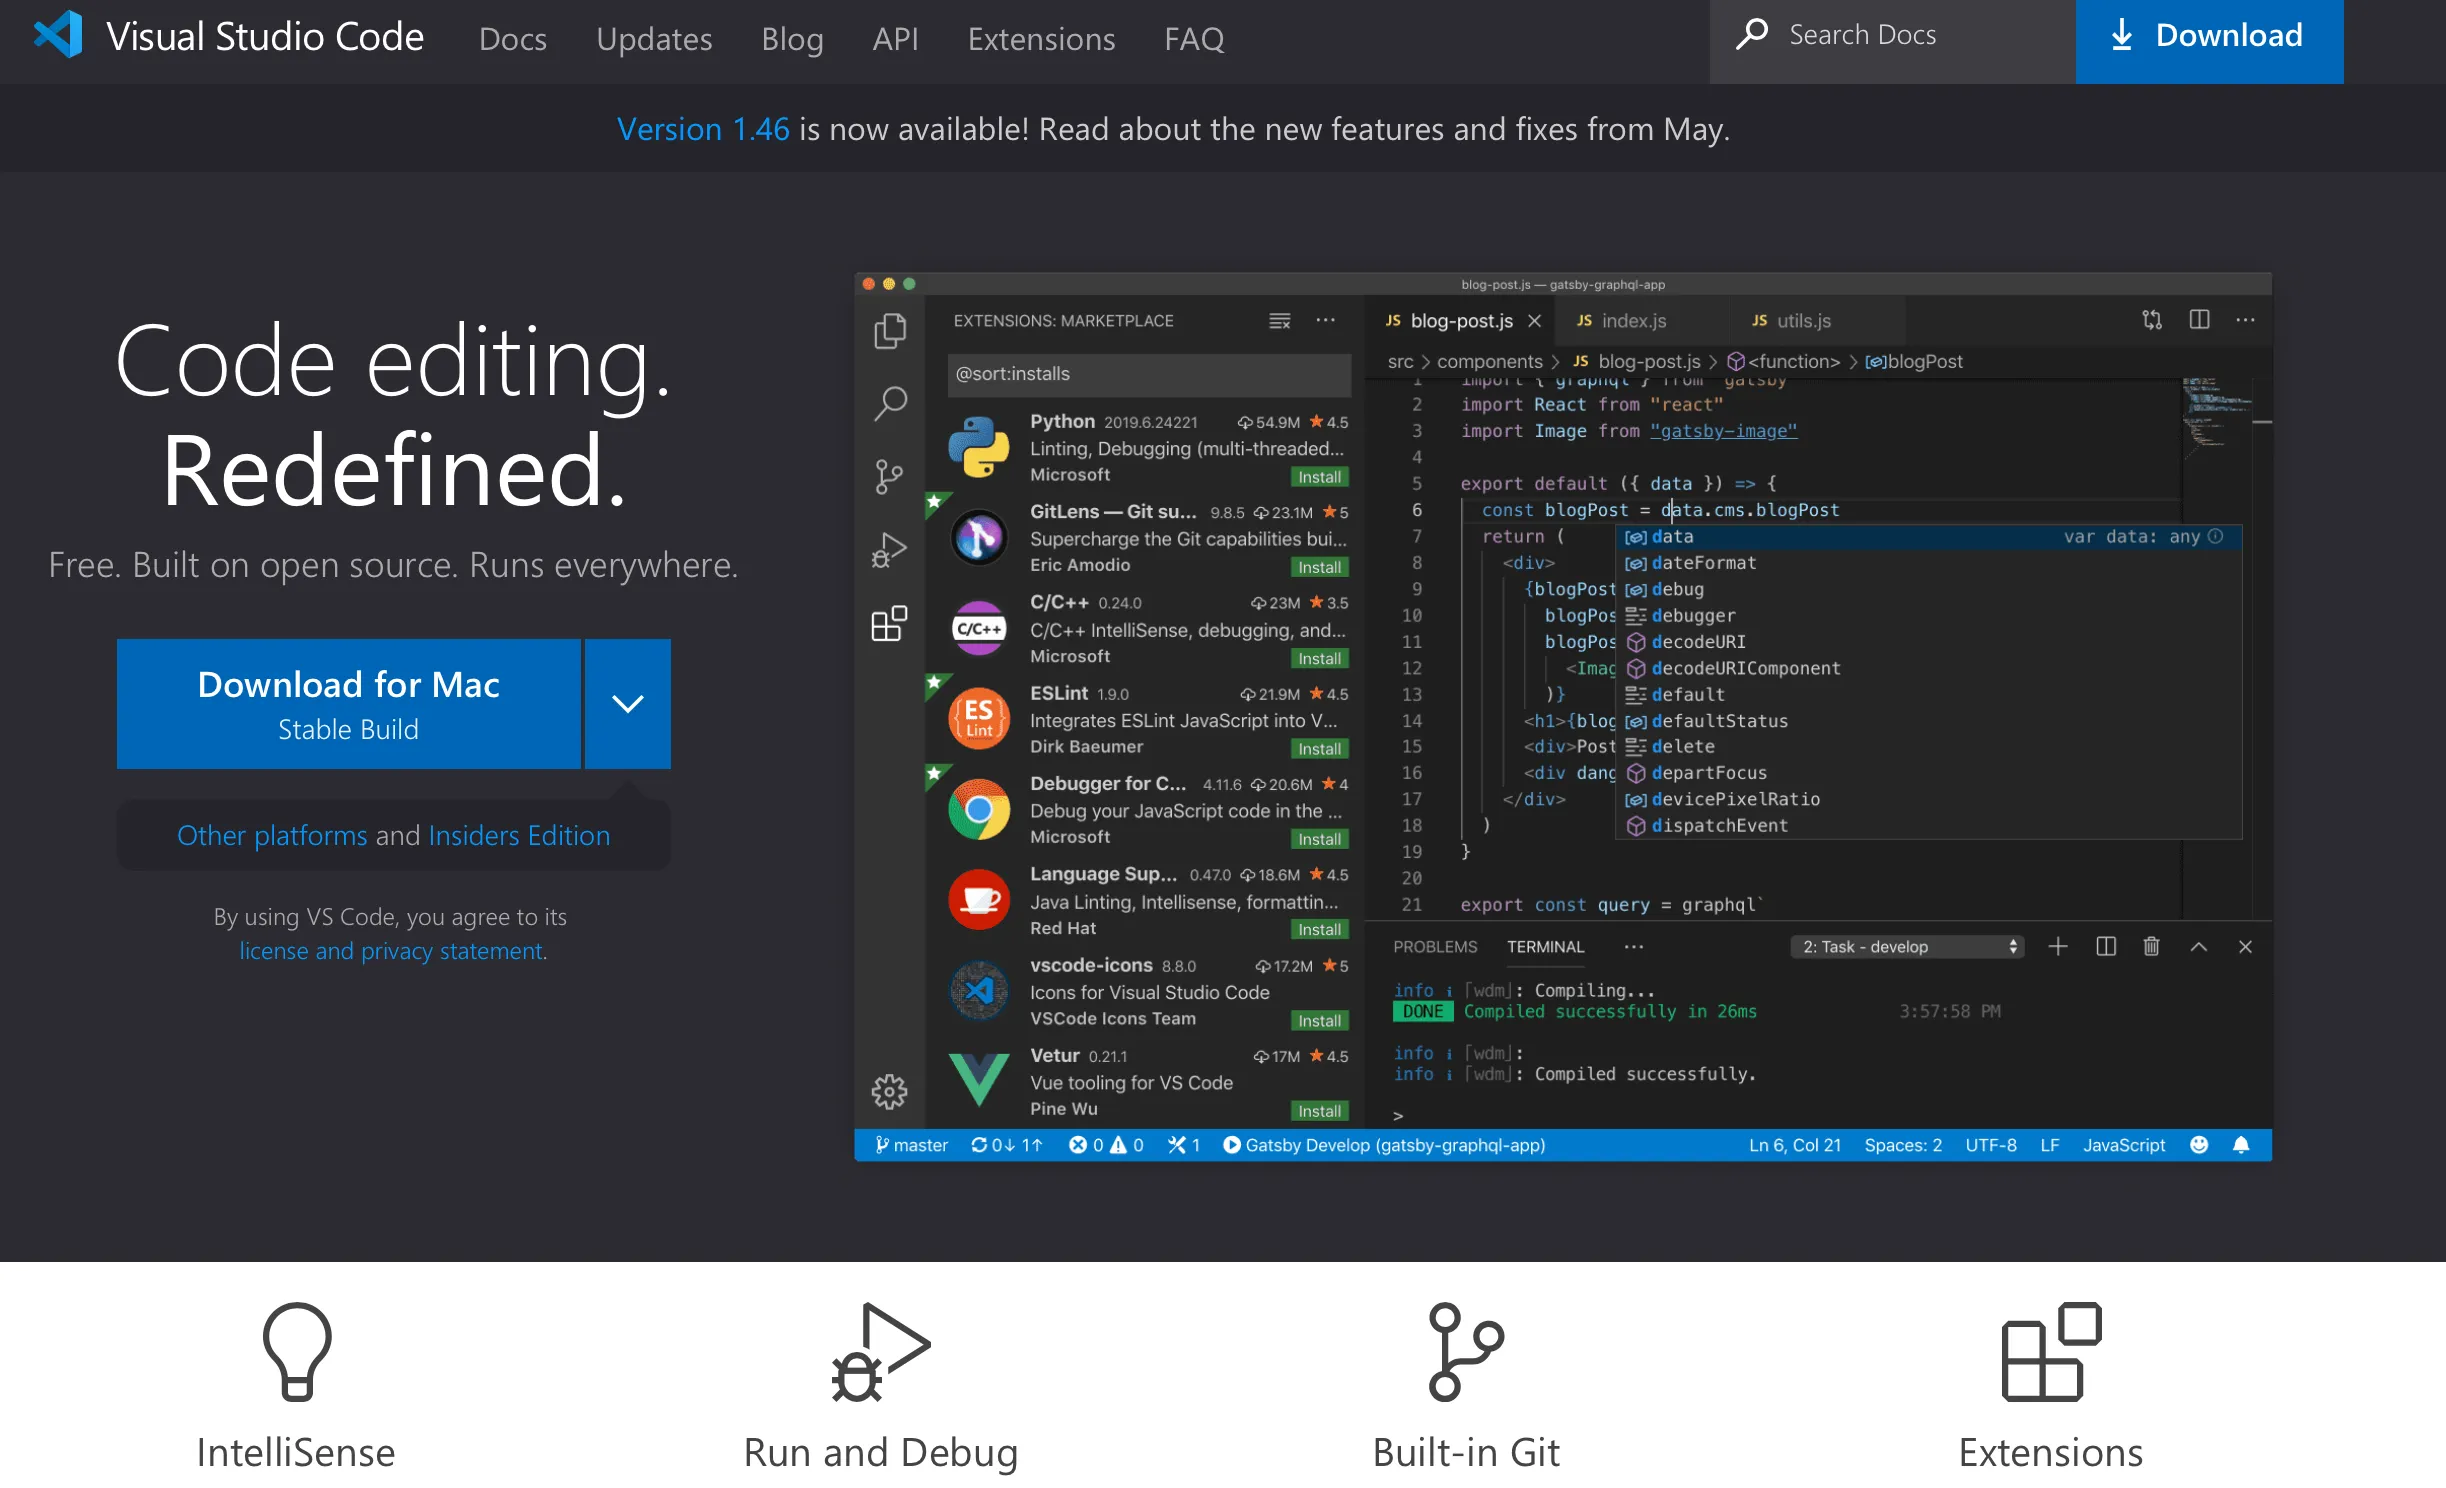 Visual Studio Code
Docs
Updates
Blog
API
Extensions
FAQ
Search Docs
Download
Version 1.46 is now available! Read about the new features and fixes from May.
Code editing.
Redefined.
Free. Built on open source. Runs everywhere.
Download for Mac
Stable Build
Other platforms and Insiders Edition
By using VS Code, you agree to its
license and privacy statement.
blog-post.js — gatsby-graphql-app
EXTENSIONS: MARKETPLACE
@sort:installs
Python 2019.6.24221 54.9M 4.5
Linting, Debugging (multi-threaded...
Microsoft Install
GitLens — Git su... 9.8.5 23.1M 5
Supercharge the Git capabilities bui...
Eric Amodio Install
C/C++
C/C++ 0.24.0 23M 3.5
C/C++ IntelliSense, debugging, and...
Microsoft Install
ES
Lint
ESLint 1.9.0 21.9M 4.5
Integrates ESLint JavaScript into V...
Dirk Baeumer Install
Debugger for C... 4.11.6 20.6M 4
Debug your JavaScript code in the ...
Microsoft Install
Language Sup... 0.47.0 18.6M 4.5
Java Linting, Intellisense, formattin...
Red Hat Install
vscode-icons 8.8.0 17.2M 5
Icons for Visual Studio Code
VSCode Icons Team Install
Vetur 0.21.1 17M 4.5
Vue tooling for VS Code
Pine Wu Install
JS blog-post.js
JS index.js
JS utils.js
src > components > JS blog-post.js > <function> > blogPost
1 import { graphql } from "gatsby"
2 import React from "react"
3 import Image from "gatsby-image"
4
5 export default ({ data }) => {
6 const blogPost = data.cms.blogPost
7 return (
8 <div>
9 {blogPost
10 blogPos
11 blogPos
12 <Imag
13 )}
14 <h1>{blog
15 <div>Post
16 <div dang
17 </div>
18 )
19 }
20
21 export const query = graphql`
data var data: any
dateFormat
debug
debugger
decodeURI
decodeURIComponent
default
defaultStatus
delete
departFocus
devicePixelRatio
dispatchEvent
PROBLEMS TERMINAL ··· 2: Task - develop
info i ｢wdm｣: Compiling...
DONE Compiled successfully in 26ms 3:57:58 PM
info i ｢wdm｣:
info i ｢wdm｣: Compiled successfully.
>
master 0↓ 1↑ 0 0 1 Gatsby Develop (gatsby-graphql-app) Ln 6, Col 21 Spaces: 2 UTF-8 LF JavaScript
IntelliSense
Run and Debug
Built-in Git
Extensions